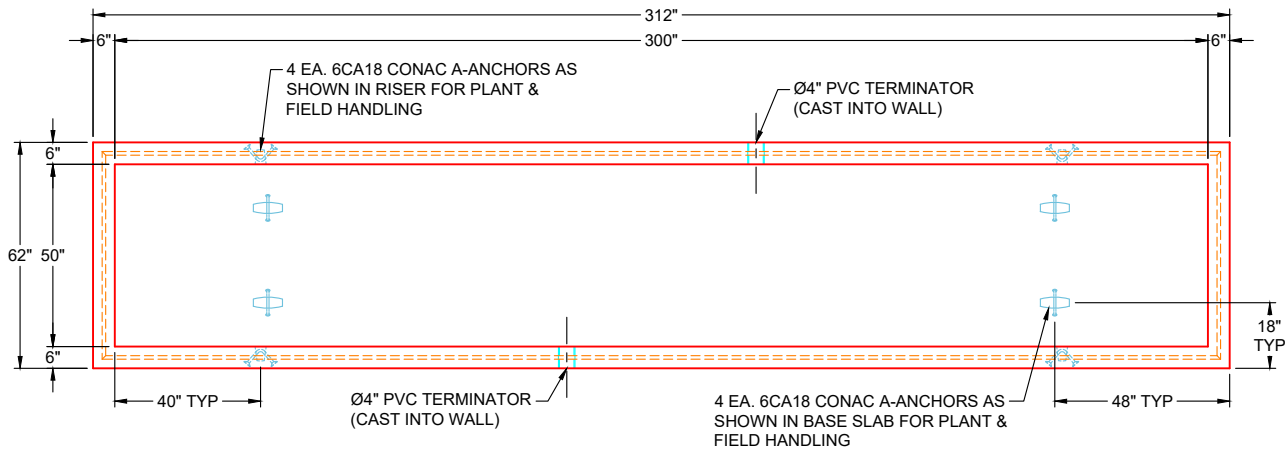 312"
6"
300"
6"
4 EA. 6CA18 CONAC A-ANCHORS AS
SHOWN IN RISER FOR PLANT &
FIELD HANDLING
Ø4" PVC TERMINATOR
(CAST INTO WALL)
6"
62"
50"
6"
18"
TYP
40" TYP
Ø4" PVC TERMINATOR
(CAST INTO WALL)
4 EA. 6CA18 CONAC A-ANCHORS AS
SHOWN IN BASE SLAB FOR PLANT &
FIELD HANDLING
48" TYP